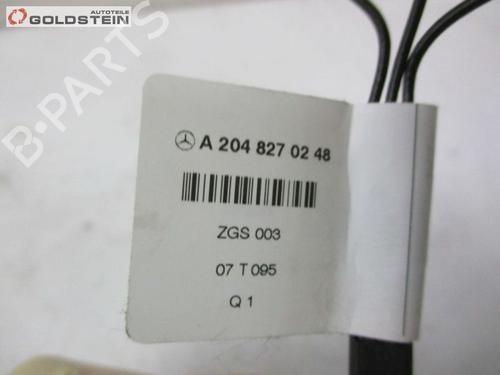 AUTOTEILE
GOLDSTEIN
A 204 827 02 48
ZGS 003
07 T 095
Q 1
B-PARTS